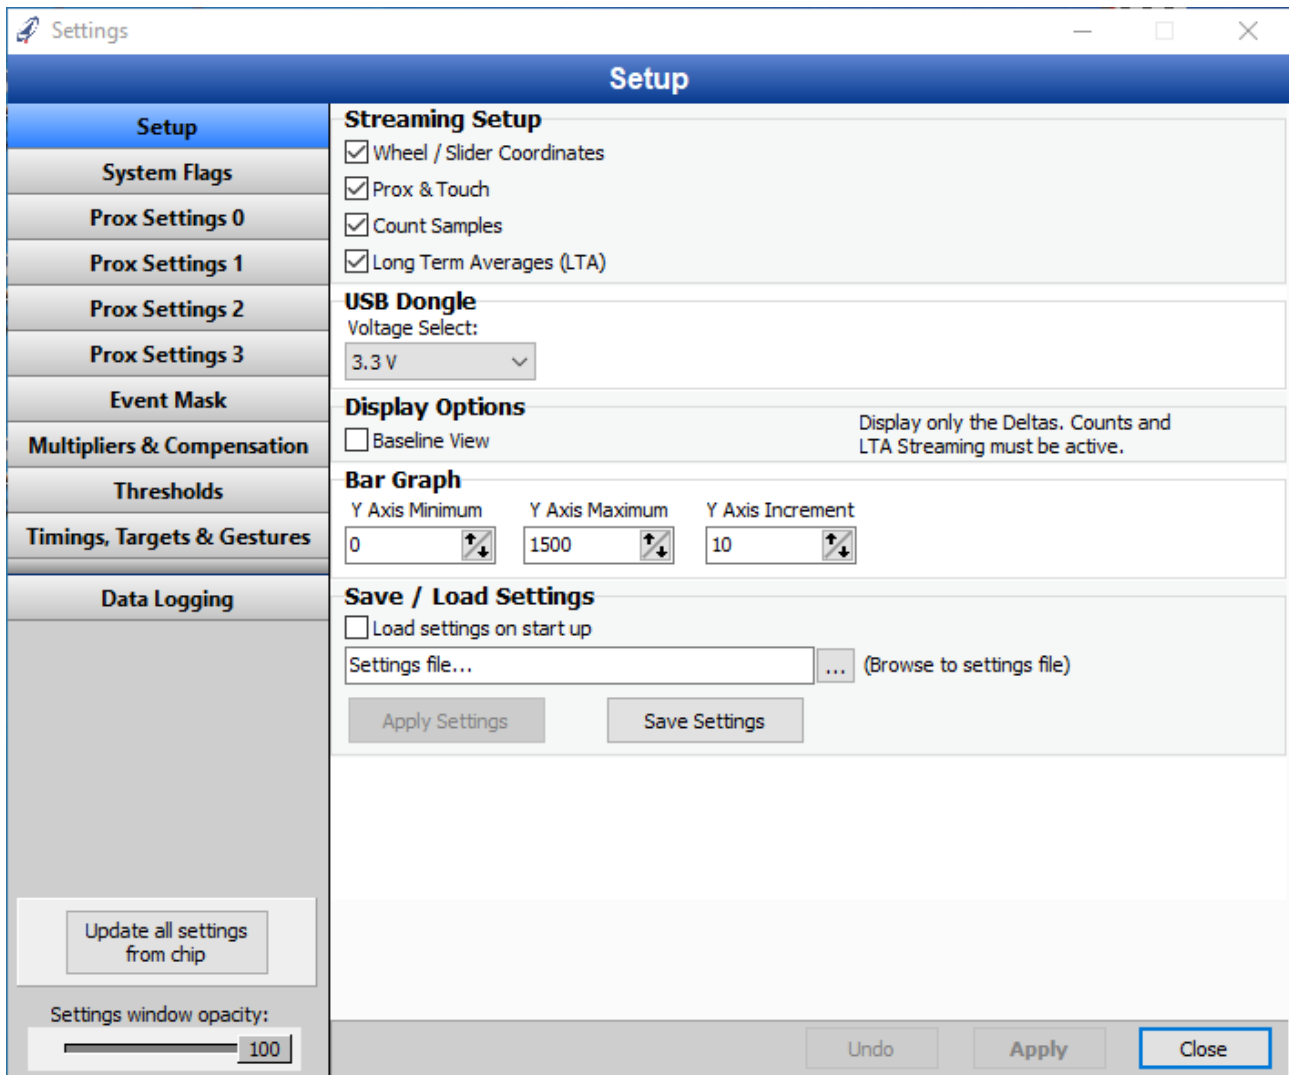 Settings
Setup
Setup
System Flags
Prox Settings 0
Prox Settings 1
Prox Settings 2
Prox Settings 3
Event Mask
Multipliers & Compensation
Thresholds
Timings, Targets & Gestures
Data Logging
Update all settings
from chip
Settings window opacity:
100
Streaming Setup
Wheel / Slider Coordinates
Prox & Touch
Count Samples
Long Term Averages (LTA)
USB Dongle
Voltage Select:
3.3 V
Display Options
Baseline View
Display only the Deltas. Counts and
LTA Streaming must be active.
Bar Graph
Y Axis Minimum Y Axis Maximum Y Axis Increment
0 1500 10
Save / Load Settings
Load settings on start up
Settings file... ... (Browse to settings file)
Apply Settings Save Settings
Undo Apply Close